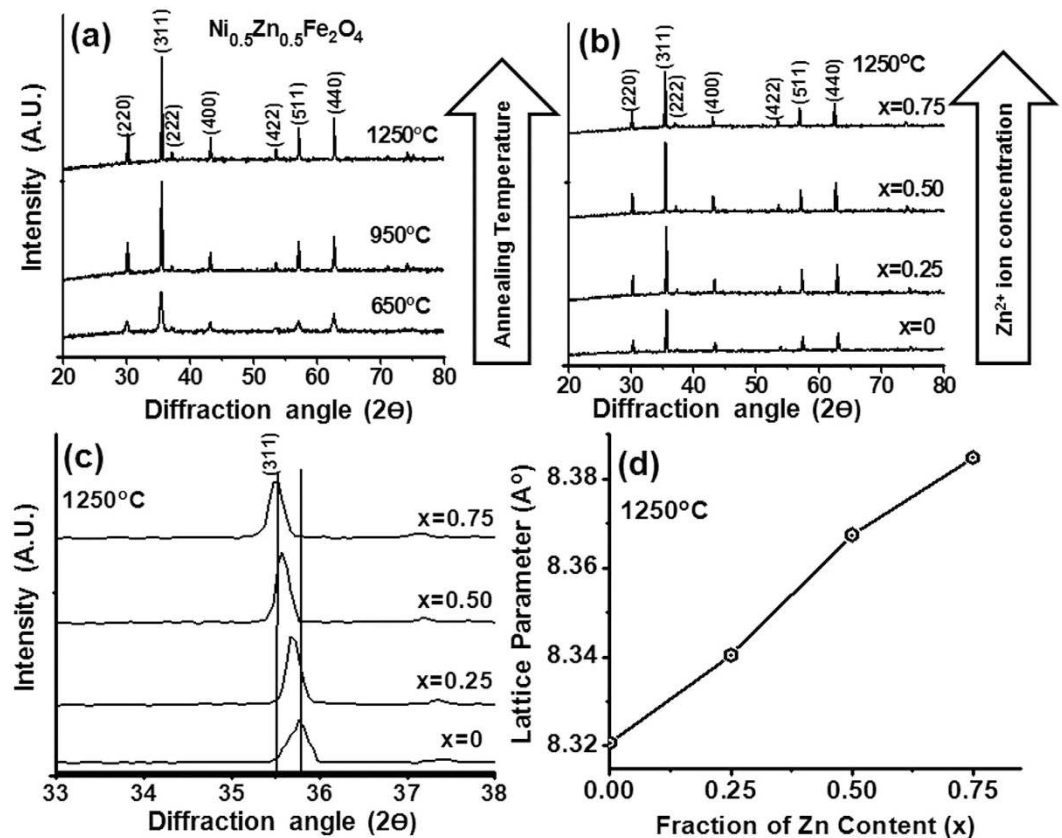 (a)
Ni0.5Zn0.5Fe2O4
(220)
(311)
(222)
(400)
(422)
(511)
(440)
1250°C
950°C
650°C
Intensity (A.U.)
20 30 40 50 60 70 80
Diffraction angle (2Θ)
Annealing Temperature
(b)
1250°C
(220)
(311)
(222)
(400)
(422)
(511)
(440)
x=0.75
x=0.50
x=0.25
x=0
20 30 40 50 60 70 80
Diffraction angle (2Θ)
Zn2+ ion concentration
(c)
(311)
1250°C
x=0.75
x=0.50
x=0.25
x=0
Intensity (A.U.)
33 34 35 36 37 38
Diffraction angle (2Θ)
(d)
1250°C
Lattice Parameter (A°)
8.38
8.36
8.34
8.32
0.00 0.25 0.50 0.75
Fraction of Zn Content (x)